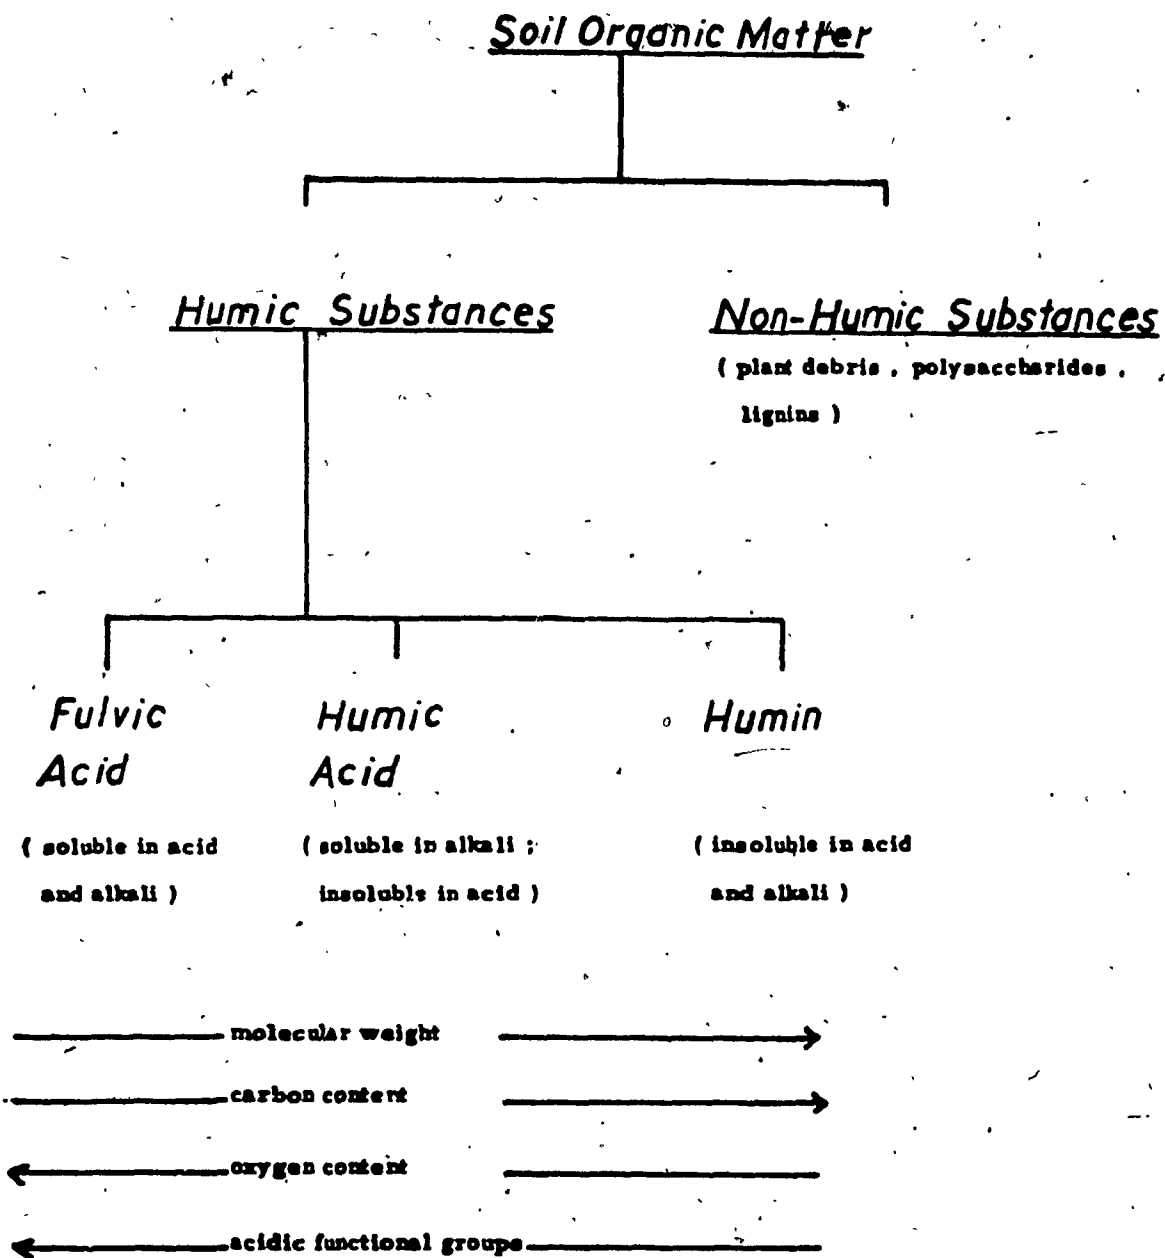 Soil Organic Matter
Humic Substances
Non-Humic Substances
( plant debris , polysaccharides ,
lignins )
Fulvic
Acid
Humic
Acid
Humin
( soluble in acid
and alkali )
( soluble in alkali ;
insoluble in acid )
( insoluble in acid
and alkali )
molecular weight
carbon content
oxygen content
acidic functional groups